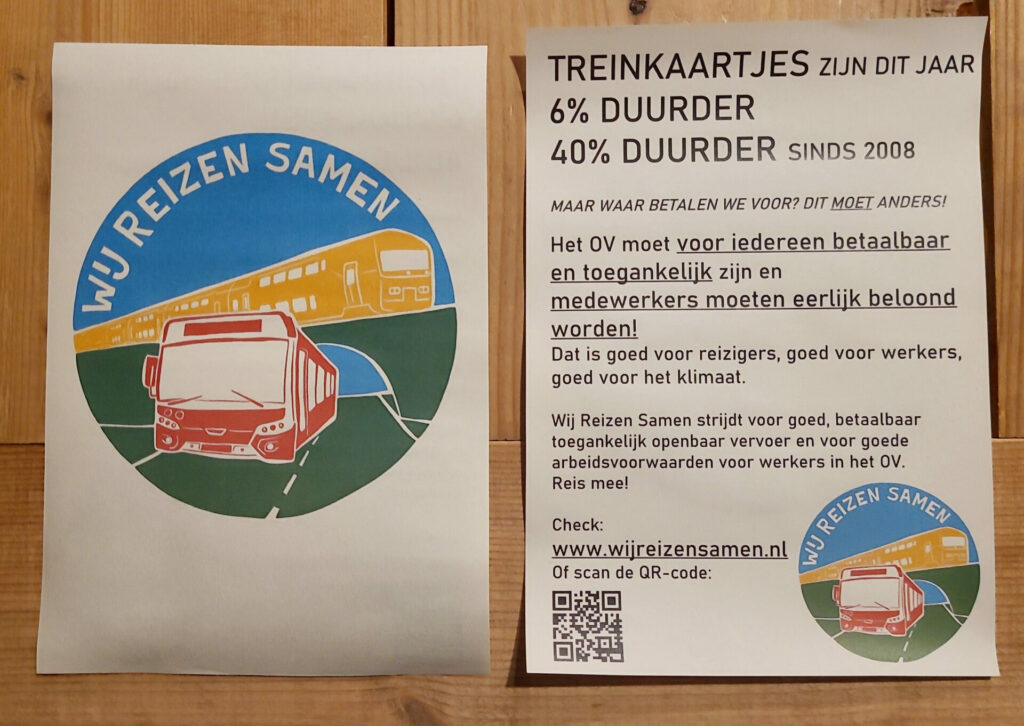 WIJ REIZEN SAMEN
TREINKAARTJES ZIJN DIT JAAR
6% DUURDER
40% DUURDER SINDS 2008
MAAR WAAR BETALEN WE VOOR? DIT MOET ANDERS!
Het OV moet voor iedereen betaalbaar
en toegankelijk zijn en
medewerkers moeten eerlijk beloond
worden!
Dat is goed voor reizigers, goed voor werkers,
goed voor het klimaat.
Wij Reizen Samen strijdt voor goed, betaalbaar
toegankelijk openbaar vervoer en voor goede
arbeidsvoorwaarden voor werkers in het OV.
Reis mee!
Check:
www.wijreizensamen.nl
Of scan de QR-code:
WIJ REIZEN SAMEN